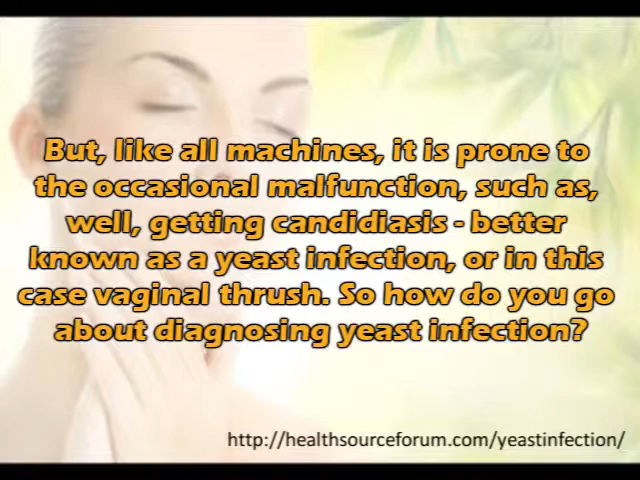 But, like all machines, it is prone to
the occasional malfunction, such as,
well, getting candidiasis - better
known as a yeast infection, or in this
case vaginal thrush. So how do you go
about diagnosing yeast infection?
http://healthsourceforum.com/yeastinfection/